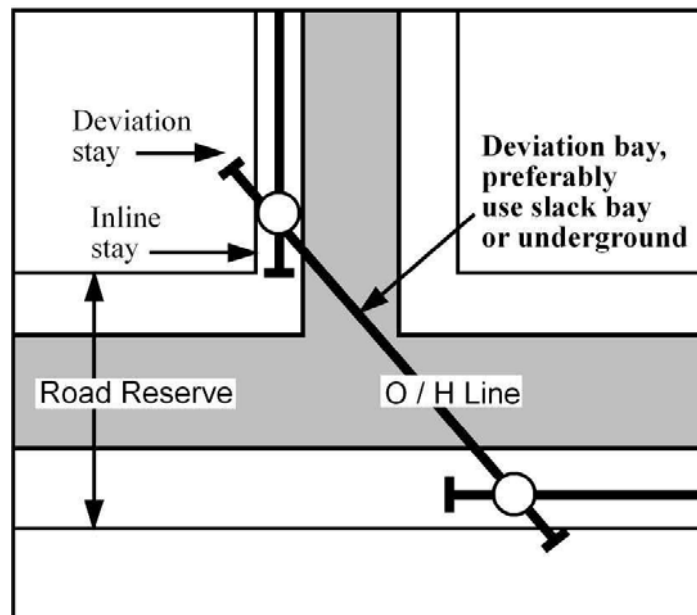 Deviation
stay
Inline
stay
Deviation bay,
preferably
use slack bay
or underground
Road Reserve
O / H Line